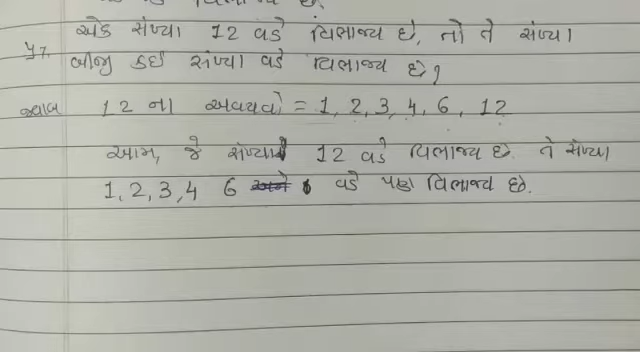 એક સંખ્યા 12 વડે વિભાજ્ય છે, તો તે સંખ્યા
પ્ર7. બીજી કઈ સંખ્યા વડે વિભાજ્ય છે?
જવાબ 12 ના અવયવો = 1, 2, 3, 4, 6, 12
આમ, જે સંખ્યા 12 વડે વિભાજ્ય છે. તે સંખ્યા
1, 2, 3, 4 6 વડે પણ વિભાજ્ય છે.